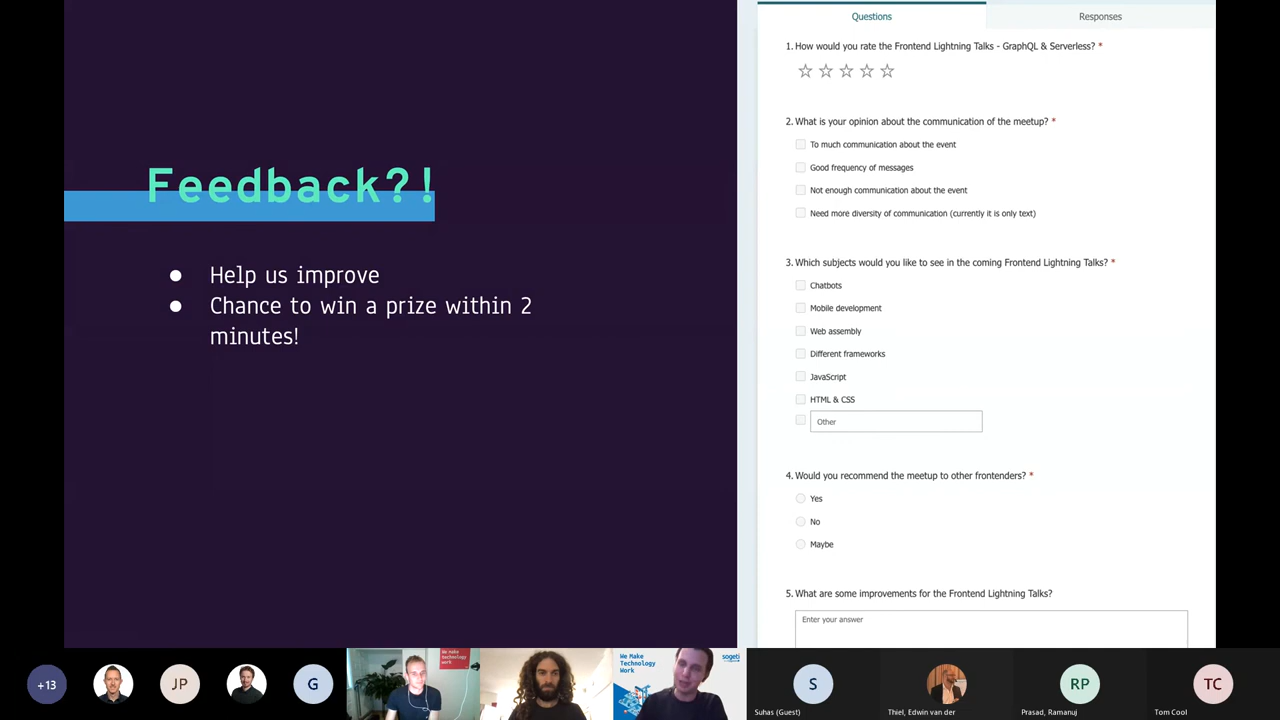 Feedback?!
● Help us improve
● Chance to win a prize within 2
minutes!
Questions
Responses
1. How would you rate the Frontend Lightning Talks - GraphQL & Serverless? *
2. What is your opinion about the communication of the meetup? *
To much communication about the event
Good frequency of messages
Not enough communication about the event
Need more diversity of communication (currently it is only text)
3. Which subjects would you like to see in the coming Frontend Lightning Talks? *
Chatbots
Mobile development
Web assembly
Different frameworks
JavaScript
HTML & CSS
Other
4. Would you recommend the meetup to other frontenders? *
Yes
No
Maybe
5. What are some improvements for the Frontend Lightning Talks?
Enter your answer
+13
JP
G
We make
technology
work
We Make
Technology
Work
sogeti
S
Suhas (Guest)
Thiel, Edwin van der
RP
Prasad, Ramanuj
TC
Tom Cool